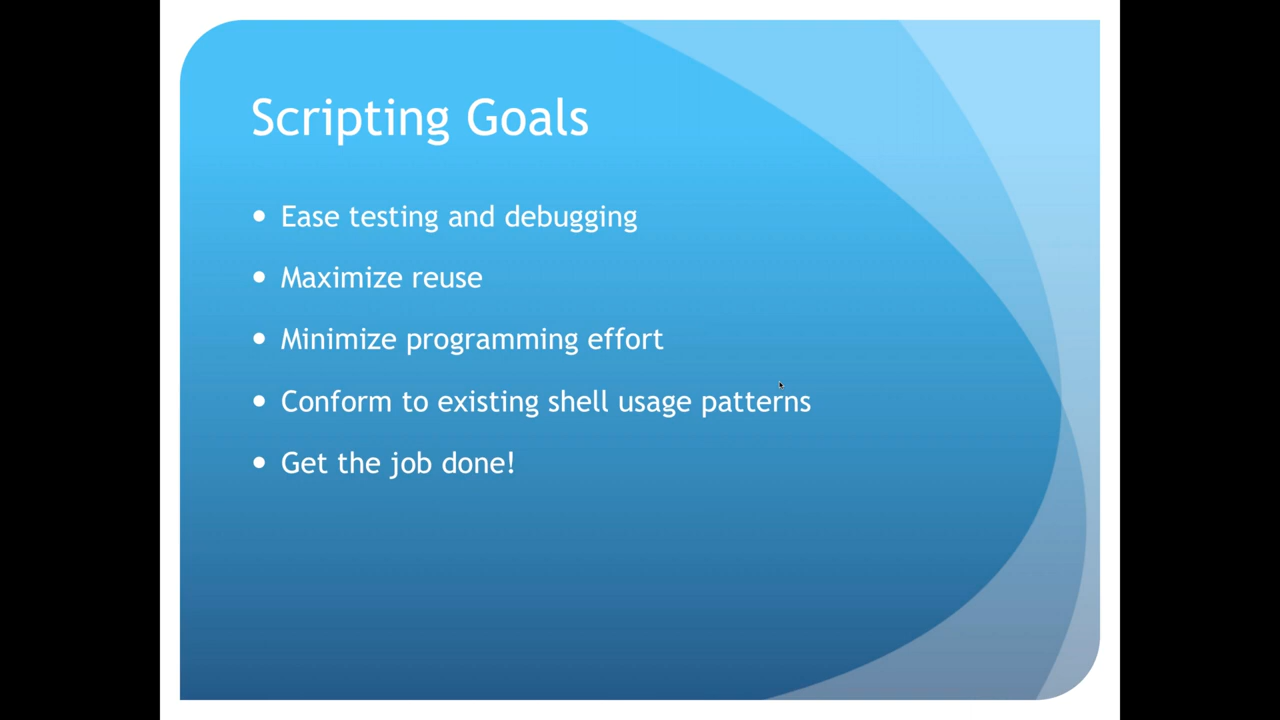 Scripting Goals
• Ease testing and debugging
• Maximize reuse
• Minimize programming effort
• Conform to existing shell usage patterns
• Get the job done!